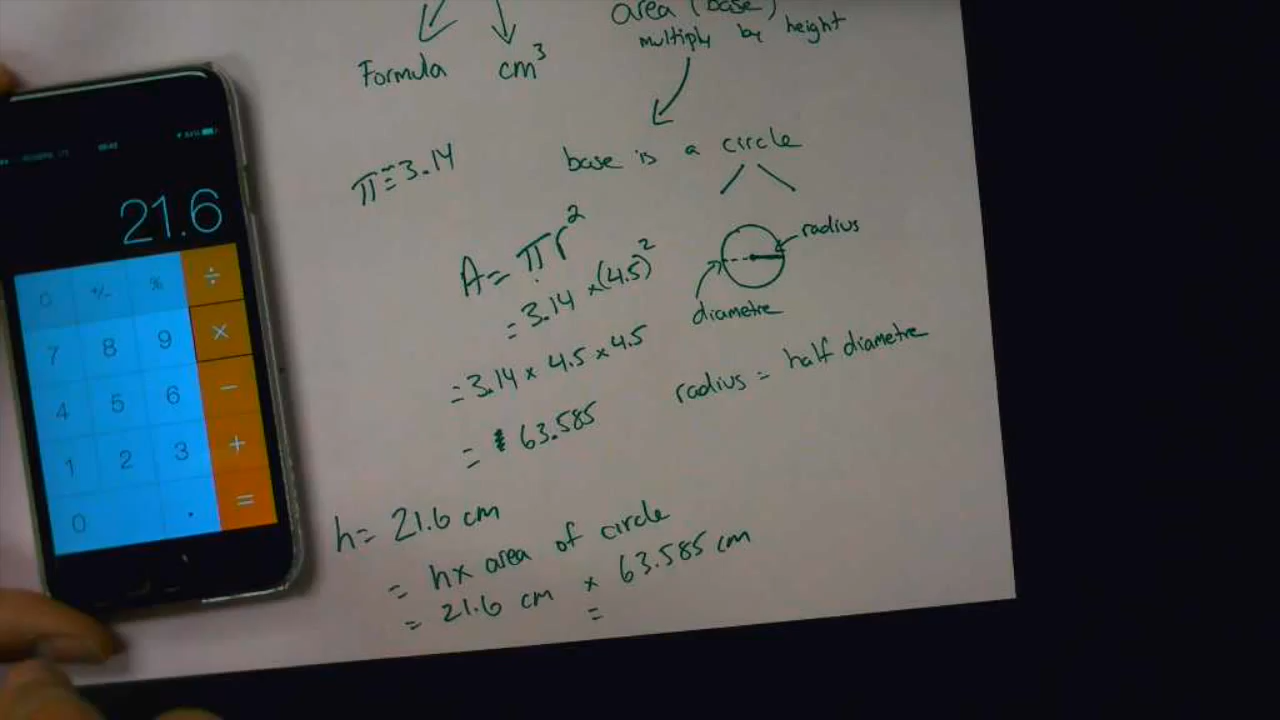 area (base)
multiply by height
Formula cm³
π=3.14
base is a circle
radius
diametre
radius = half diametre
A = πr²
= 3.14 × (4.5)²
= 3.14 × 4.5 × 4.5
= 63.585
h = 21.6 cm
= h× area of circle
= 21.6 cm × 63.585 cm
=
21.6
C +/- % ÷
7 8 9 ×
4 5 6 −
1 2 3 +
0 . =